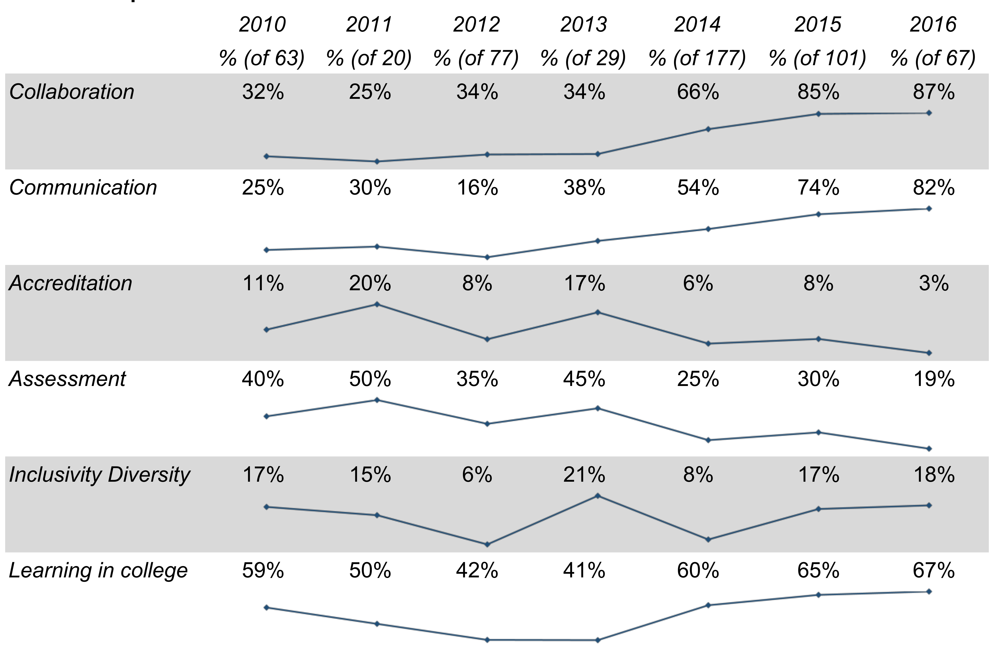 2010 2011 2012 2013 2014 2015 2016
% (of 63) % (of 20) % (of 77) % (of 29) % (of 177) % (of 101) % (of 67)
Collaboration 32% 25% 34% 34% 66% 85% 87%
Communication 25% 30% 16% 38% 54% 74% 82%
Accreditation 11% 20% 8% 17% 6% 8% 3%
Assessment 40% 50% 35% 45% 25% 30% 19%
Inclusivity Diversity 17% 15% 6% 21% 8% 17% 18%
Learning in college 59% 50% 42% 41% 60% 65% 67%